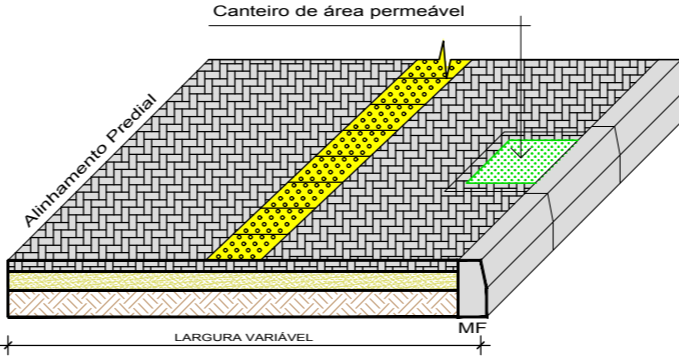 Canteiro de área permeável
Alinhamento Predial
MF
LARGURA VARIÁVEL